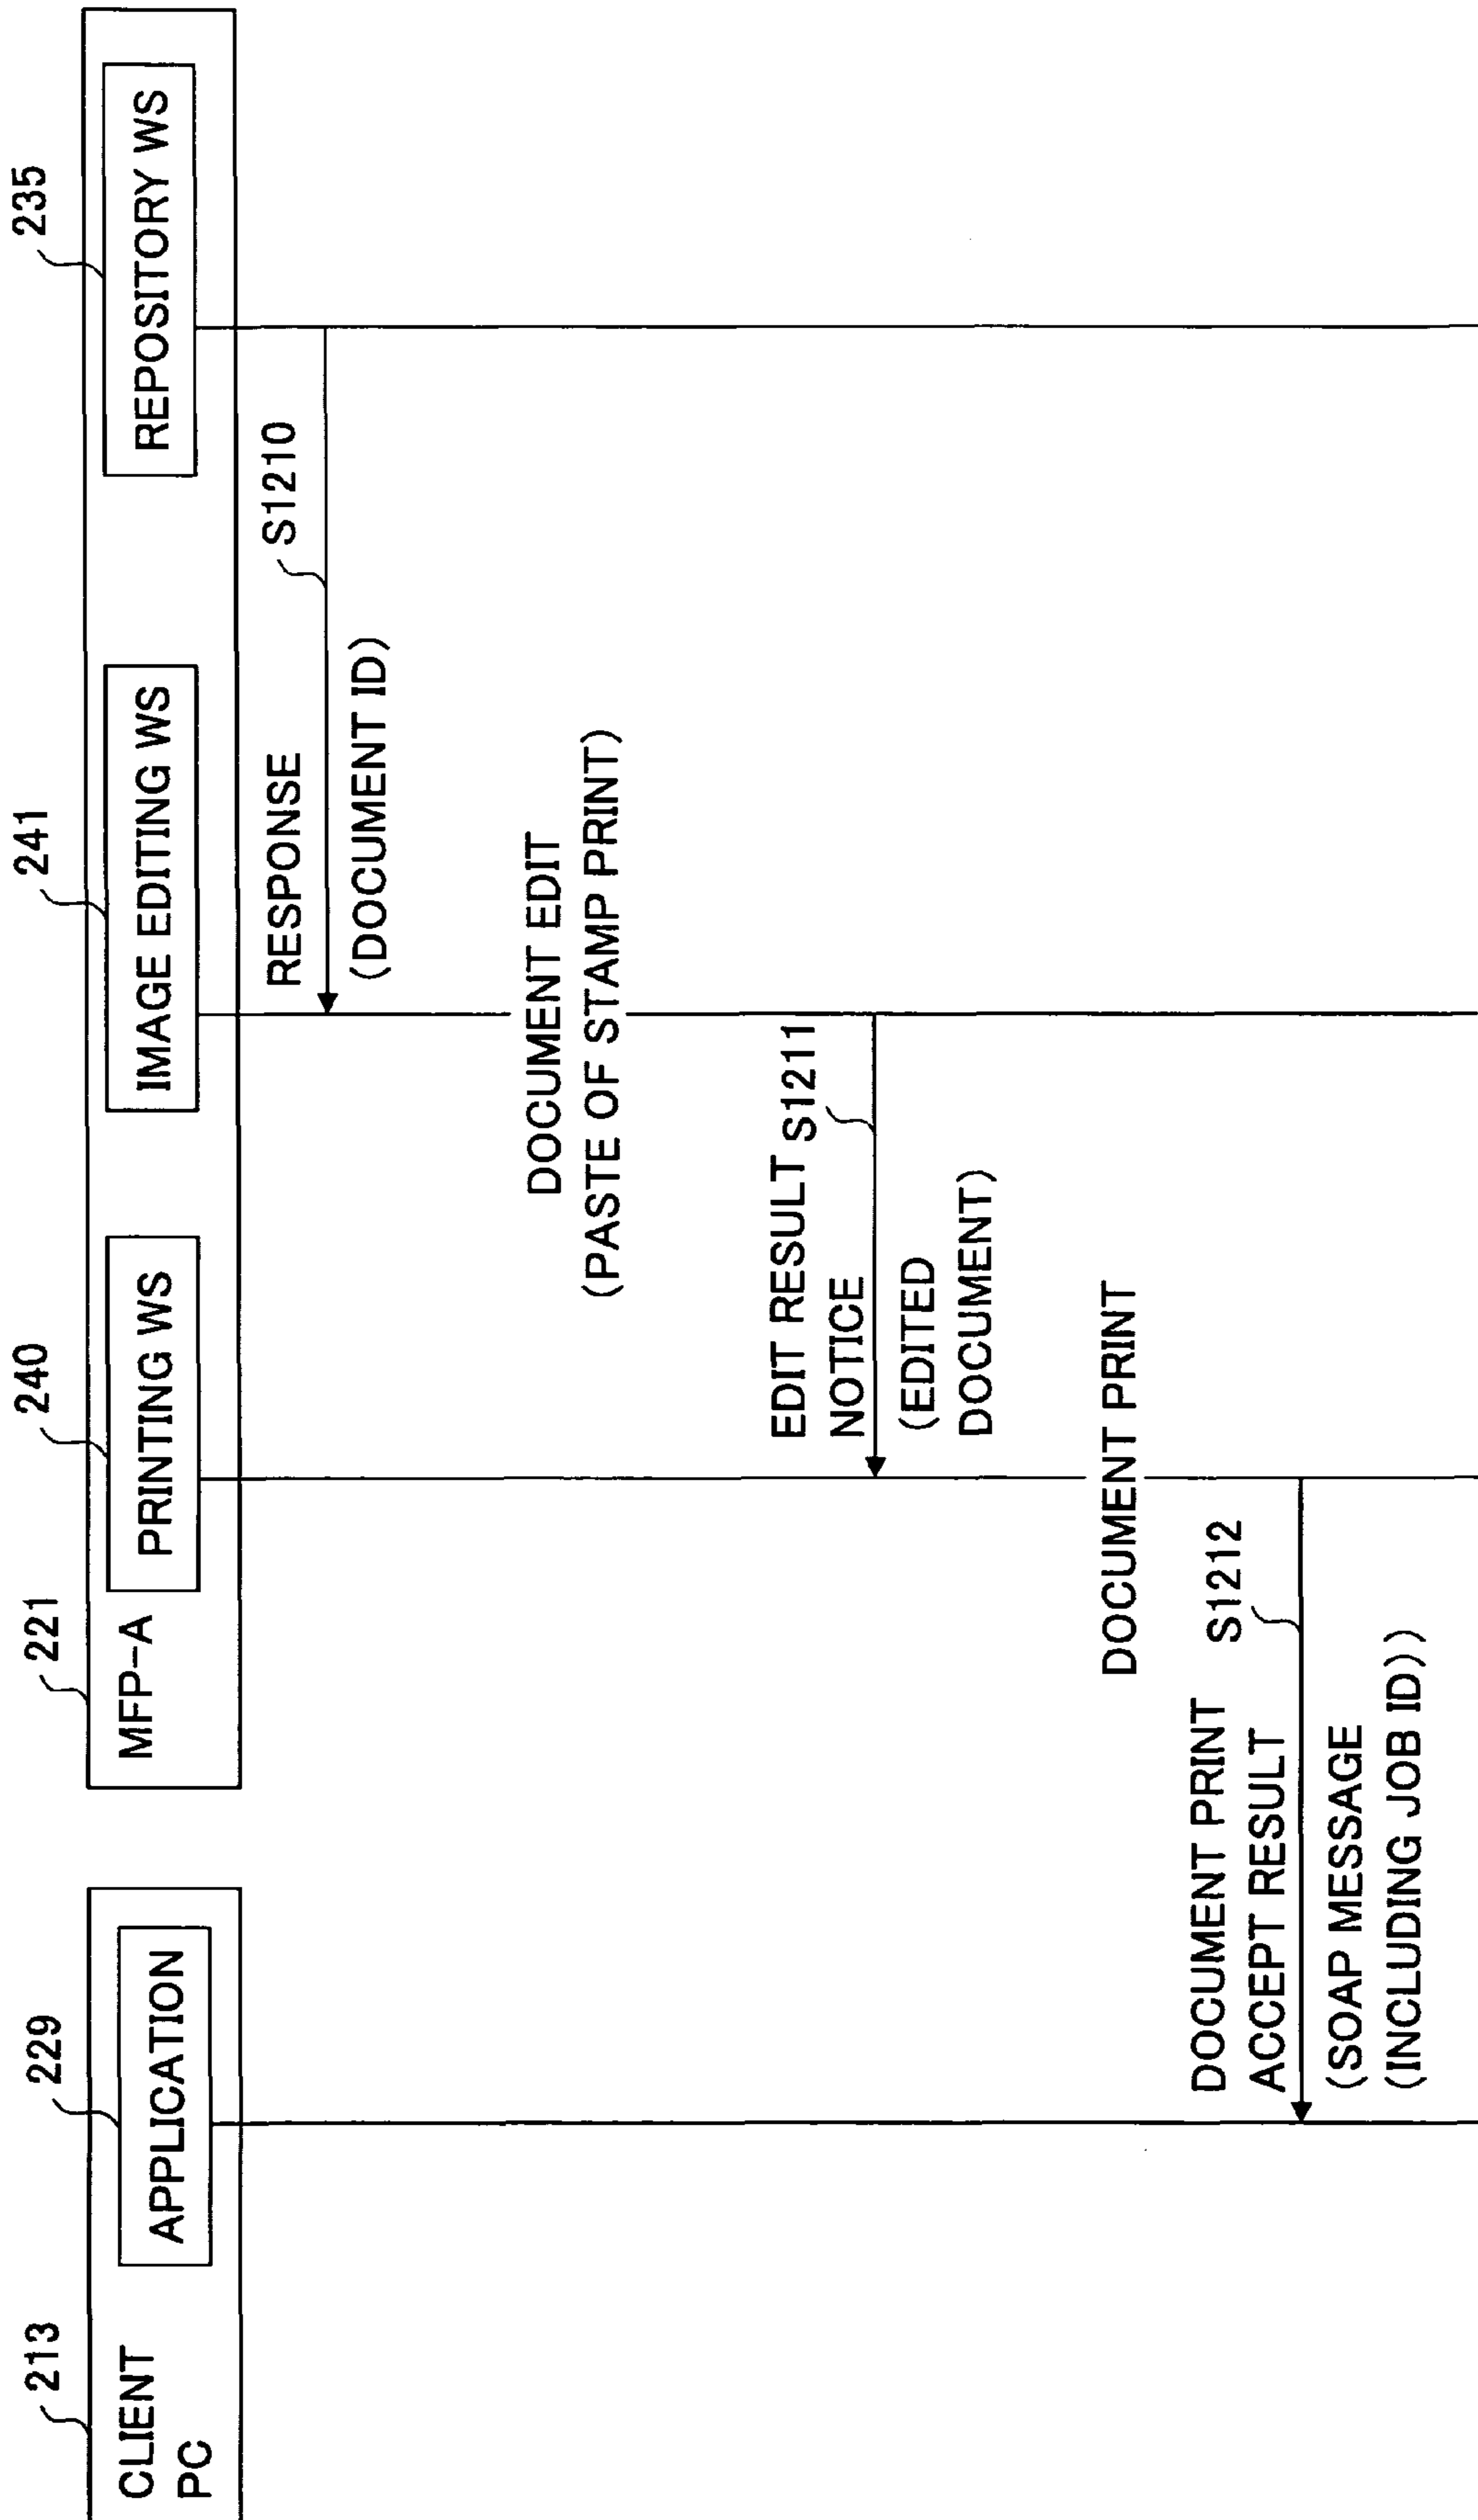 213
229
221
240
241
235
CLIENT
PC
APPLICATION
MFP-A
PRINTING WS
IMAGE EDITING WS
REPOSITORY WS
S1210
RESPONSE
(DOCUMENT ID)
DOCUMENT EDIT
(PASTE OF STAMP PRINT)
EDIT RESULT S1211
NOTICE
(EDITED
DOCUMENT)
DOCUMENT PRINT
S1212
DOCUMENT PRINT
ACCEPT RESULT
(SOAP MESSAGE
(INCLUDING JOB ID))